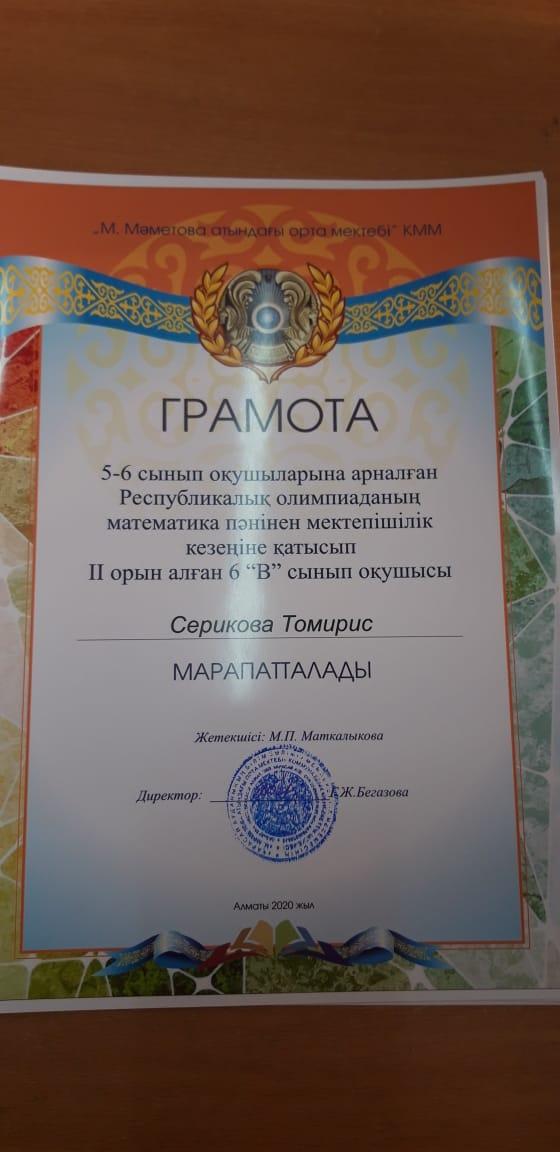 „М. Мәметова атындағы орта мектебі" КММ
ГРАМОТА
5-6 сынып оқушыларына арналған
Республикалық олимпиаданың
математика пәнінен мектепішілік
кезеңіне қатысып
II орын алған 6 “В” сынып оқушысы
Серикова Томирис
МАРАПАТТАЛАДЫ
Жетекшісі: М.П. Маткалыкова
Директор: Ж.Бегазова
Алматы 2020 жыл